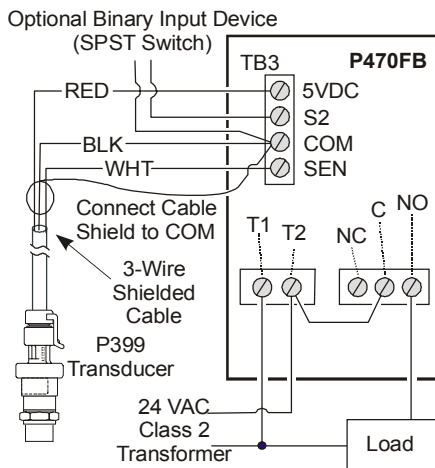 Optional Binary Input Device
(SPST Switch)
P470FB
TB3
RED
5VDC
S2
BLK
COM
WHT
SEN
Connect Cable
Shield to COM
3-Wire
Shielded
Cable
T1
T2
NC
C
NO
P399
Transducer
24 VAC
Class 2
Transformer
Load